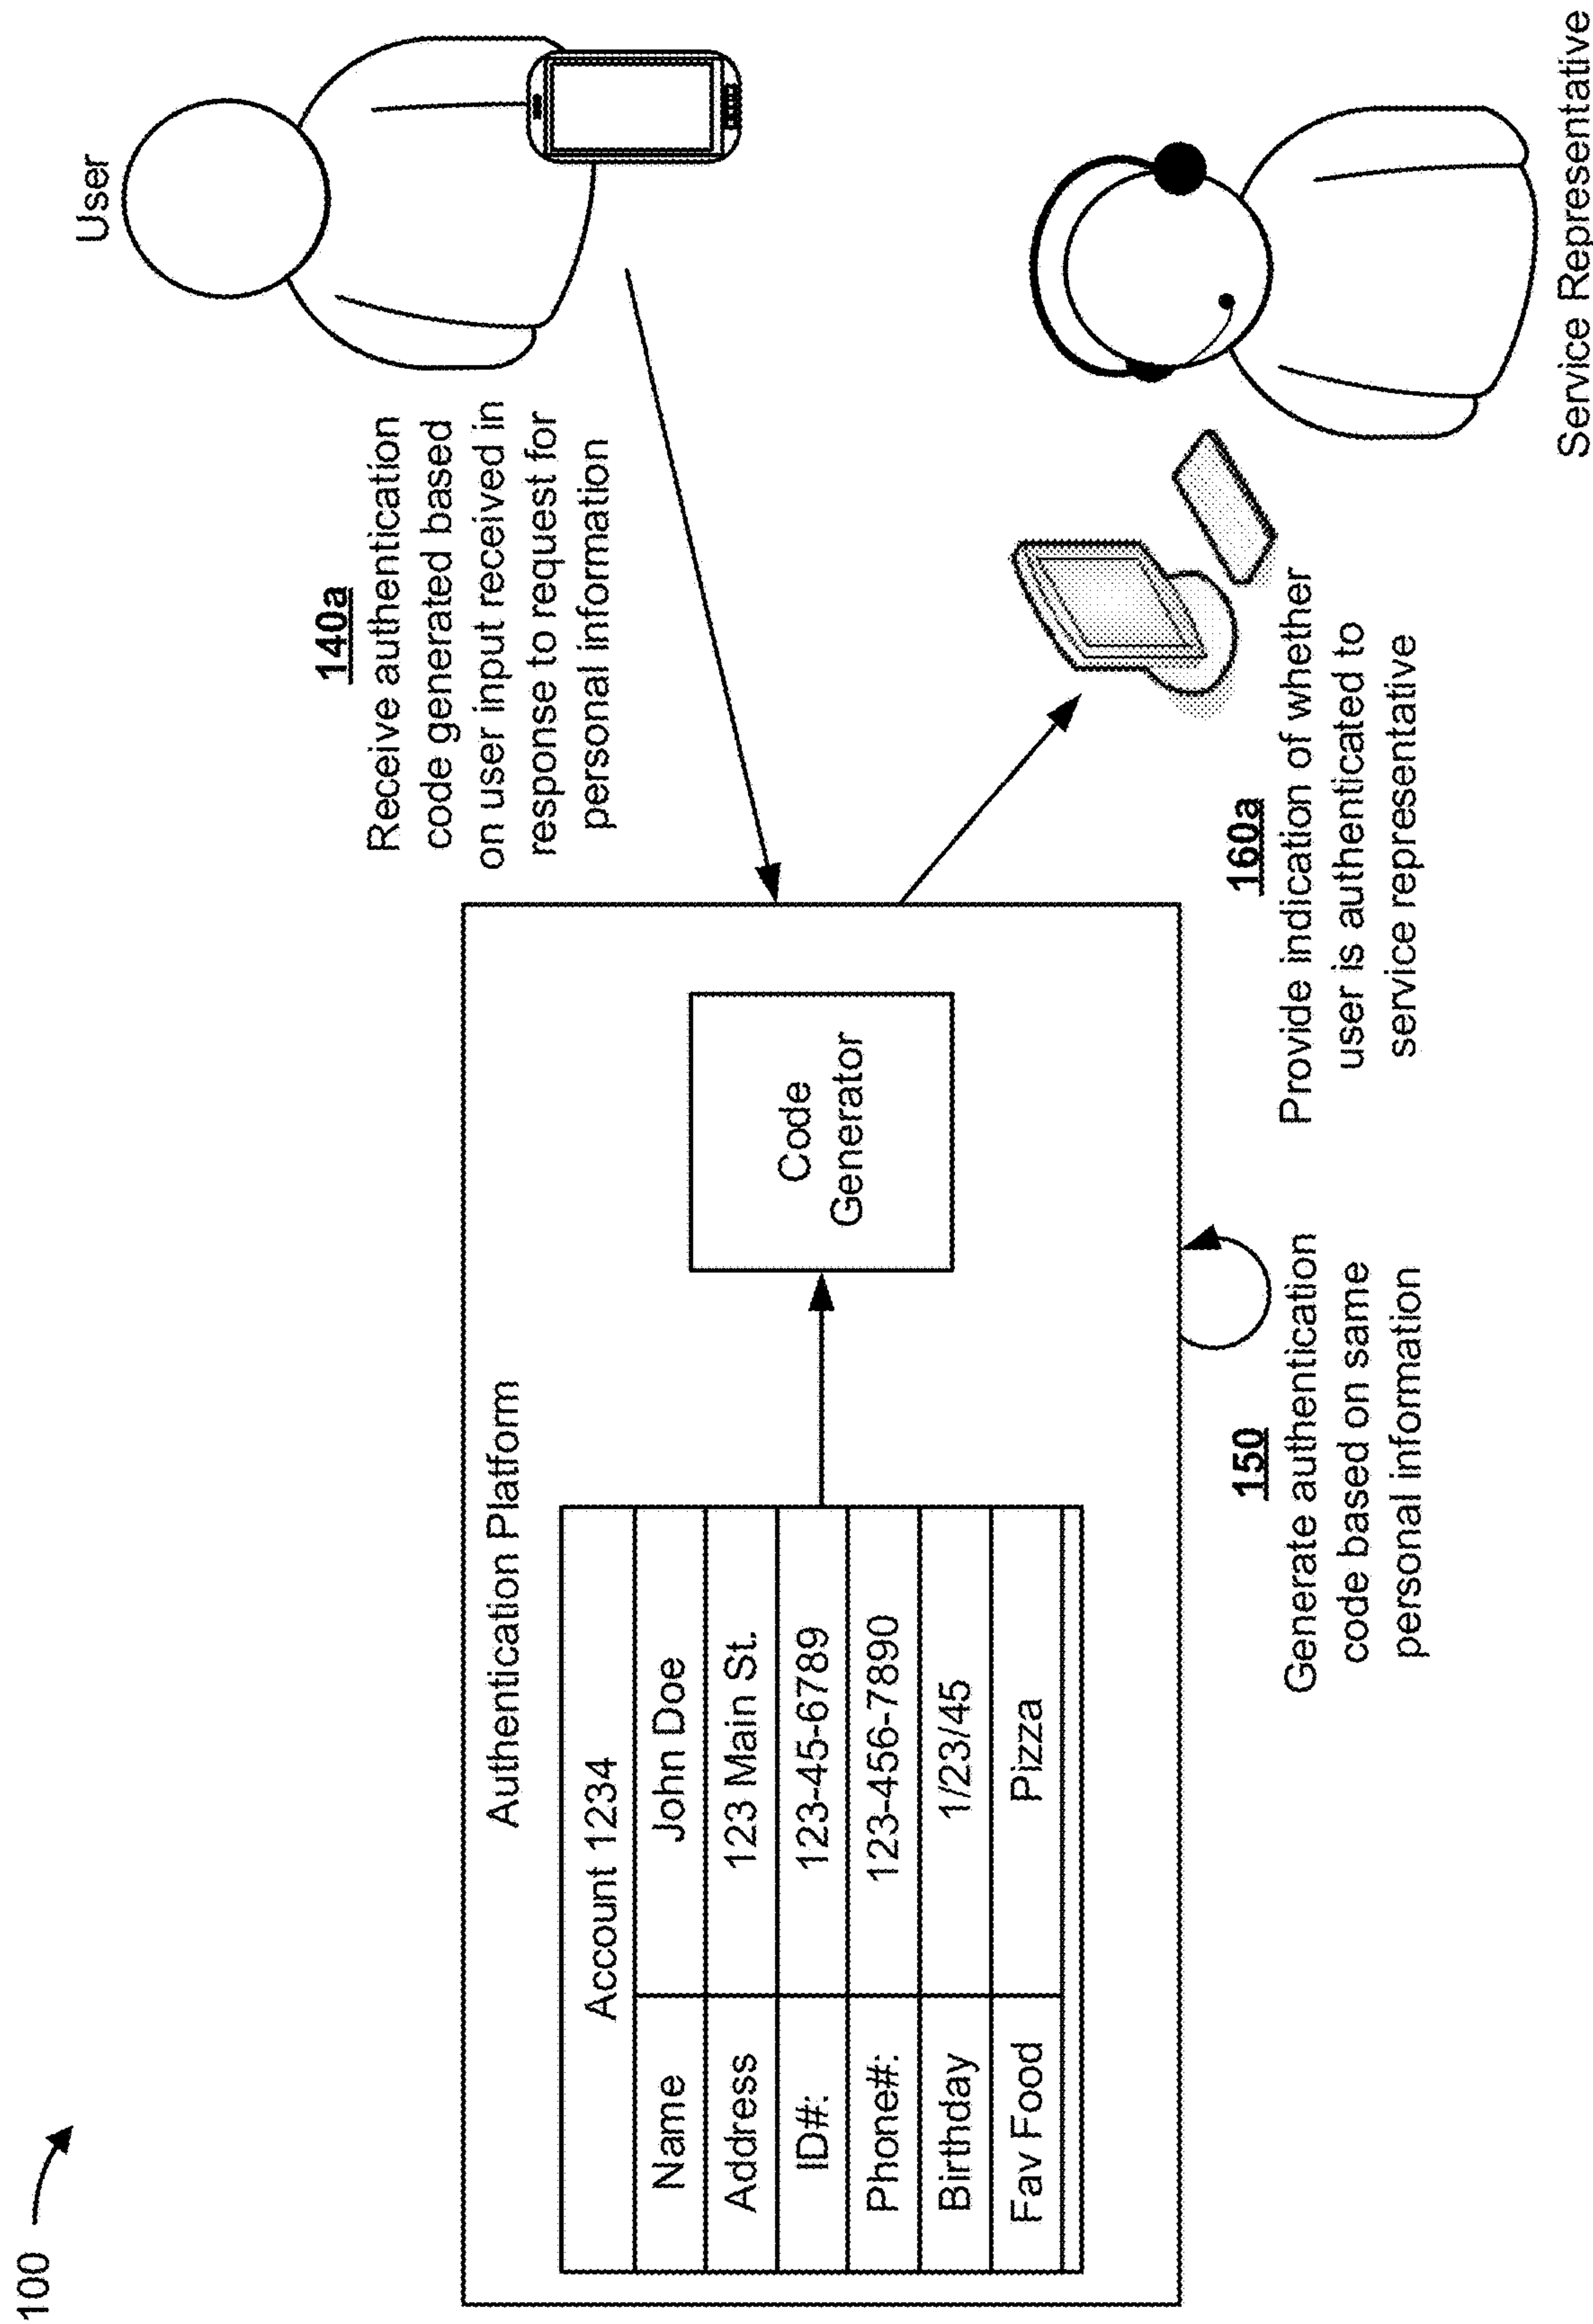 100
User
140a
Receive authentication
code generated based
on user input received in
response to request for
personal information
Authentication Platform
Account 1234
Name John Doe
Address 123 Main St.
ID#: 123-45-6789
Phone#: 123-456-7890
Birthday 1/23/45
Fav Food Pizza
Code
Generator
150
Generate authentication
code based on same
personal information
160a
Provide indication of whether
user is authenticated to
service representative
Service Representative